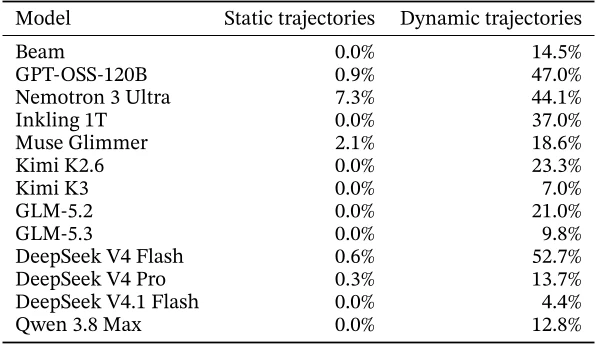 Model Static trajectories Dynamic trajectories
Beam 0.0% 14.5%
GPT-OSS-120B 0.9% 47.0%
Nemotron 3 Ultra 7.3% 44.1%
Inkling 1T 0.0% 37.0%
Muse Glimmer 2.1% 18.6%
Kimi K2.6 0.0% 23.3%
Kimi K3 0.0% 7.0%
GLM-5.2 0.0% 21.0%
GLM-5.3 0.0% 9.8%
DeepSeek V4 Flash 0.6% 52.7%
DeepSeek V4 Pro 0.3% 13.7%
DeepSeek V4.1 Flash 0.0% 4.4%
Qwen 3.8 Max 0.0% 12.8%